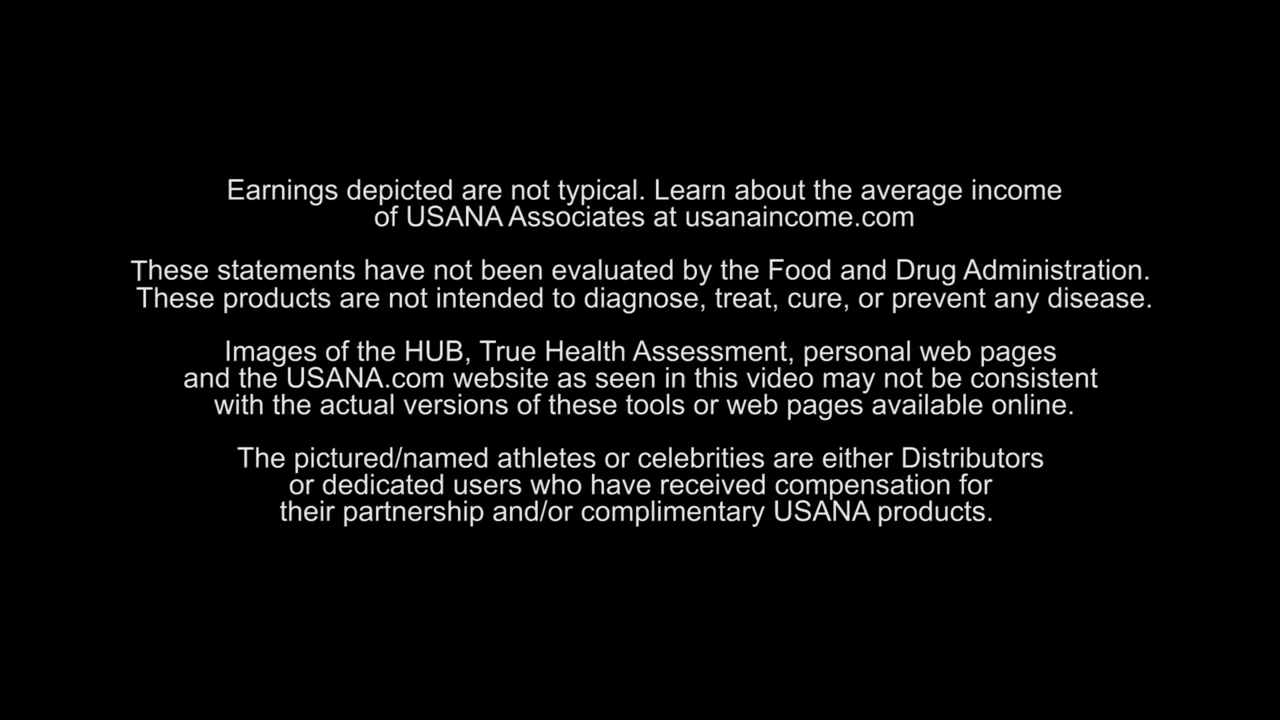 Earnings depicted are not typical. Learn about the average income
of USANA Associates at usanaincome.com
These statements have not been evaluated by the Food and Drug Administration.
These products are not intended to diagnose, treat, cure, or prevent any disease.
Images of the HUB, True Health Assessment, personal web pages
and the USANA.com website as seen in this video may not be consistent
with the actual versions of these tools or web pages available online.
The pictured/named athletes or celebrities are either Distributors
or dedicated users who have received compensation for
their partnership and/or complimentary USANA products.